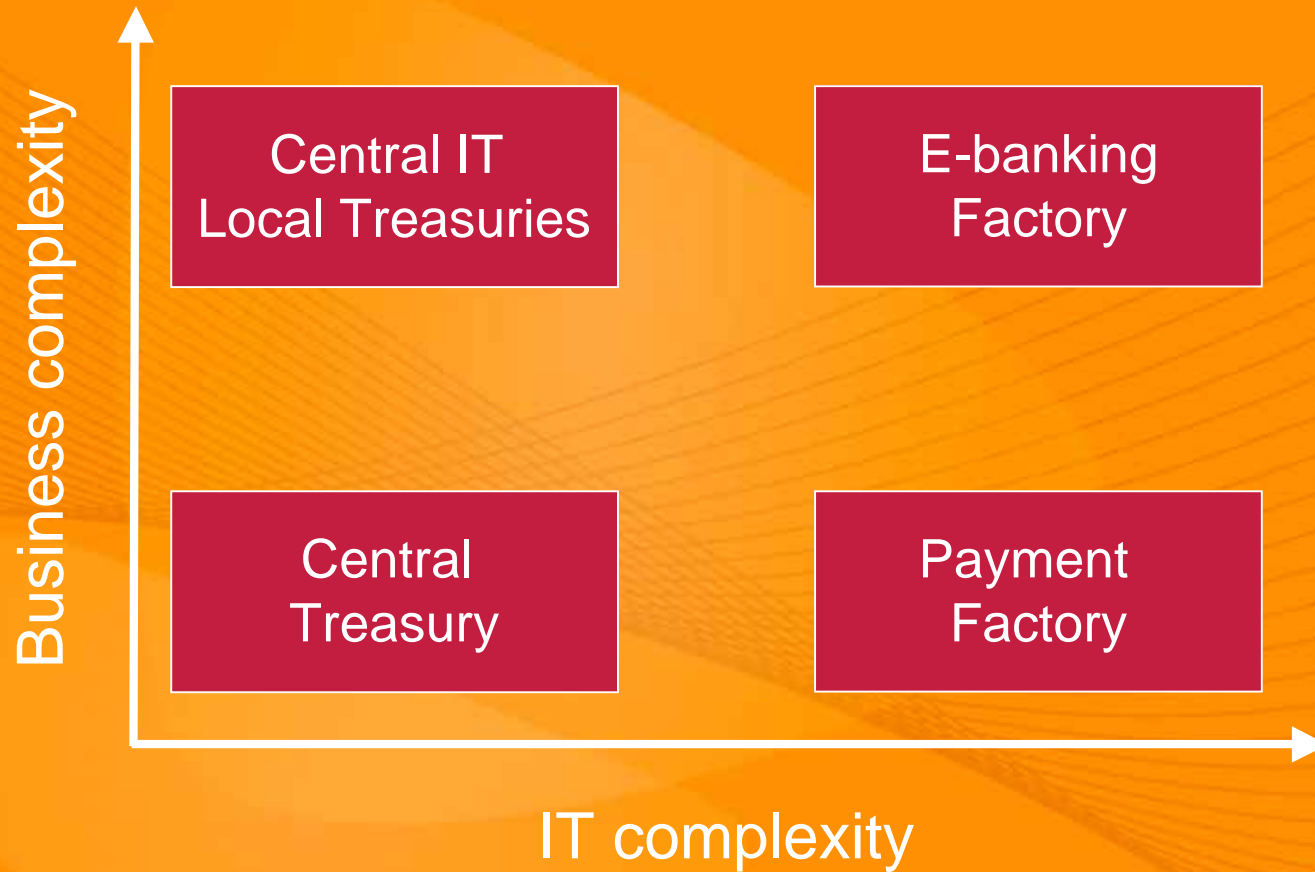 Business complexity
Central IT
Local Treasuries
E-banking
Factory
Central
Treasury
Payment
Factory
IT complexity